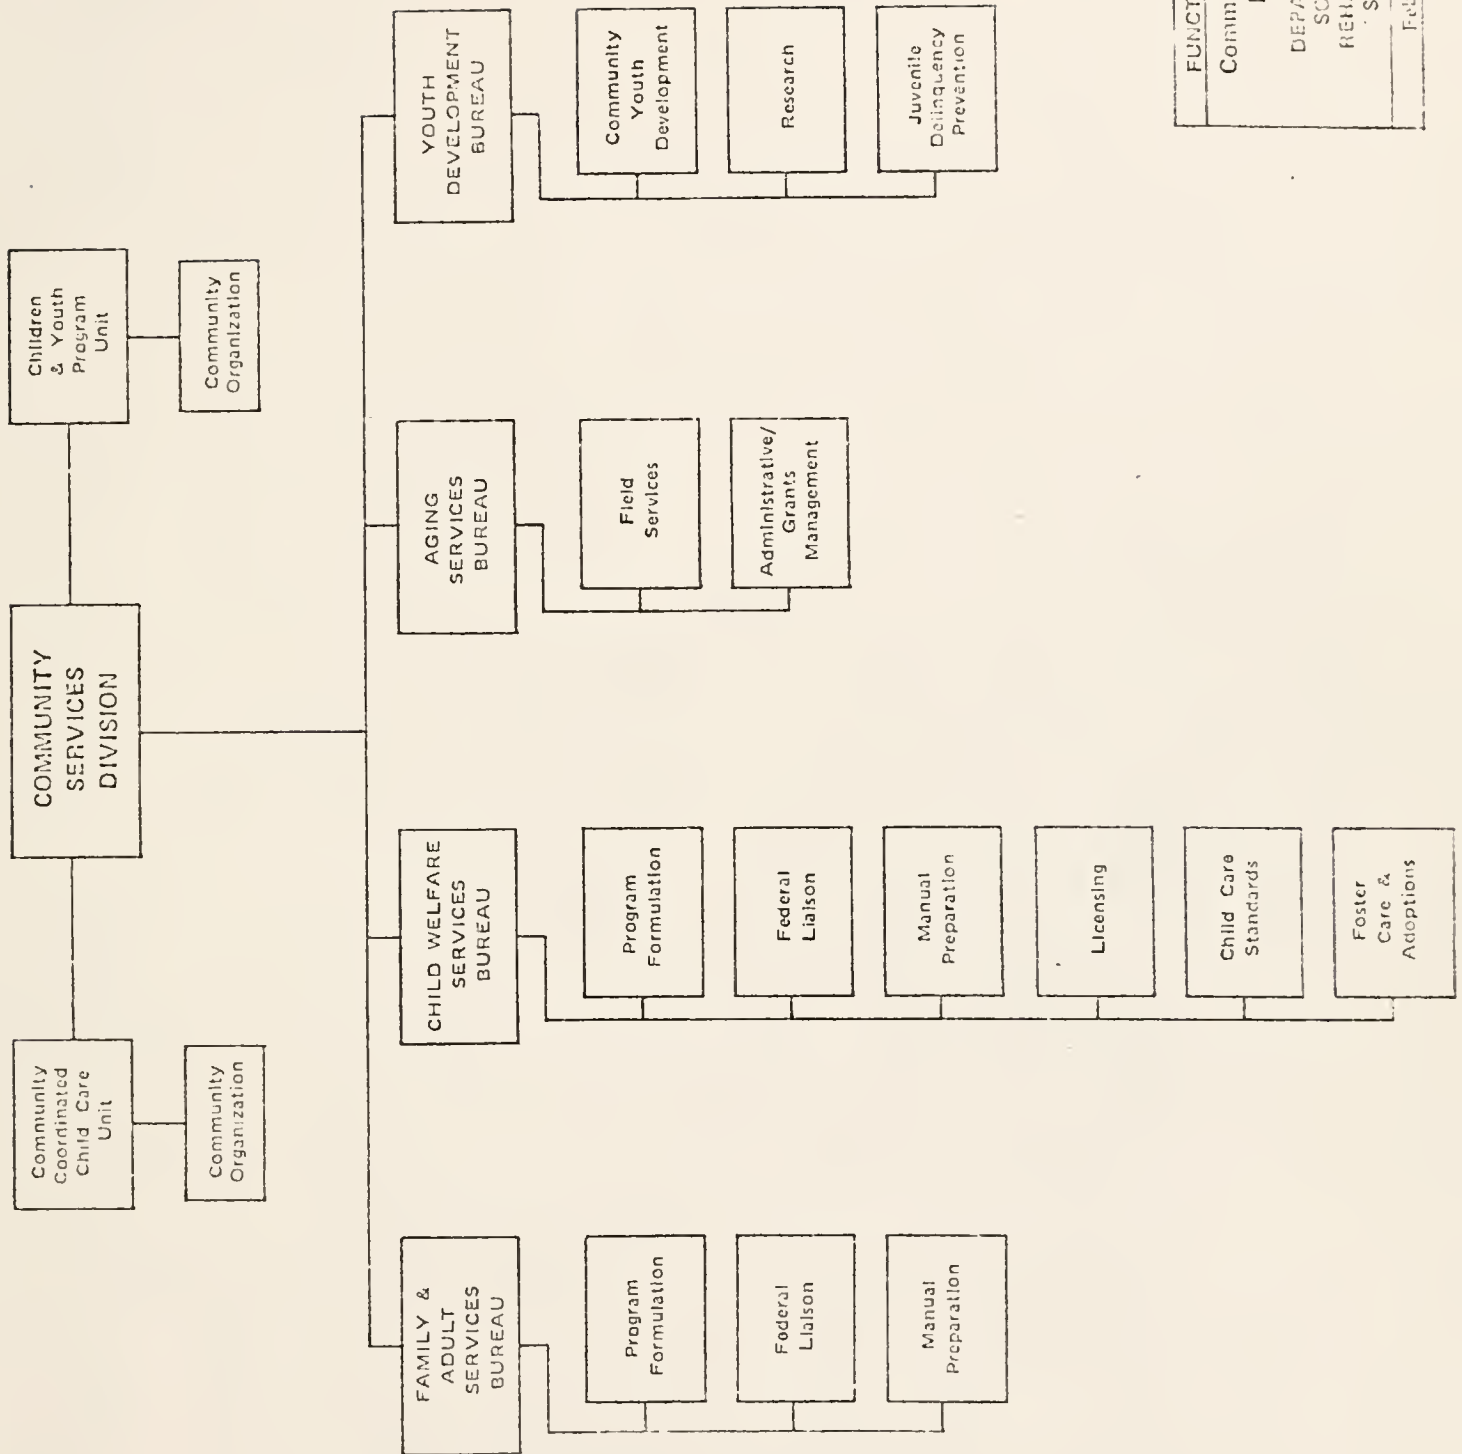 Community
Coordinated
Child Care
Unit
COMMUNITY
SERVICES
DIVISION
Children
& Youth
Program
Unit
Community
Organization
Community
Organization
FAMILY &
ADULT
SERVICES
BUREAU
CHILD WELFARE
SERVICES
BUREAU
AGING
SERVICES
BUREAU
YOUTH
DEVELOPMENT
BUREAU
Program
Formulation
Federal
Liaison
Manual
Preparation
Program
Formulation
Federal
Liaison
Manual
Preparation
Licensing
Child Care
Standards
Foster
Care &
Adoptions
Field
Services
Administrative/
Grants
Management
Community
Youth
Development
Research
Juvenile
Delinquency
Prevention
FUNCT
Comm
DEPA